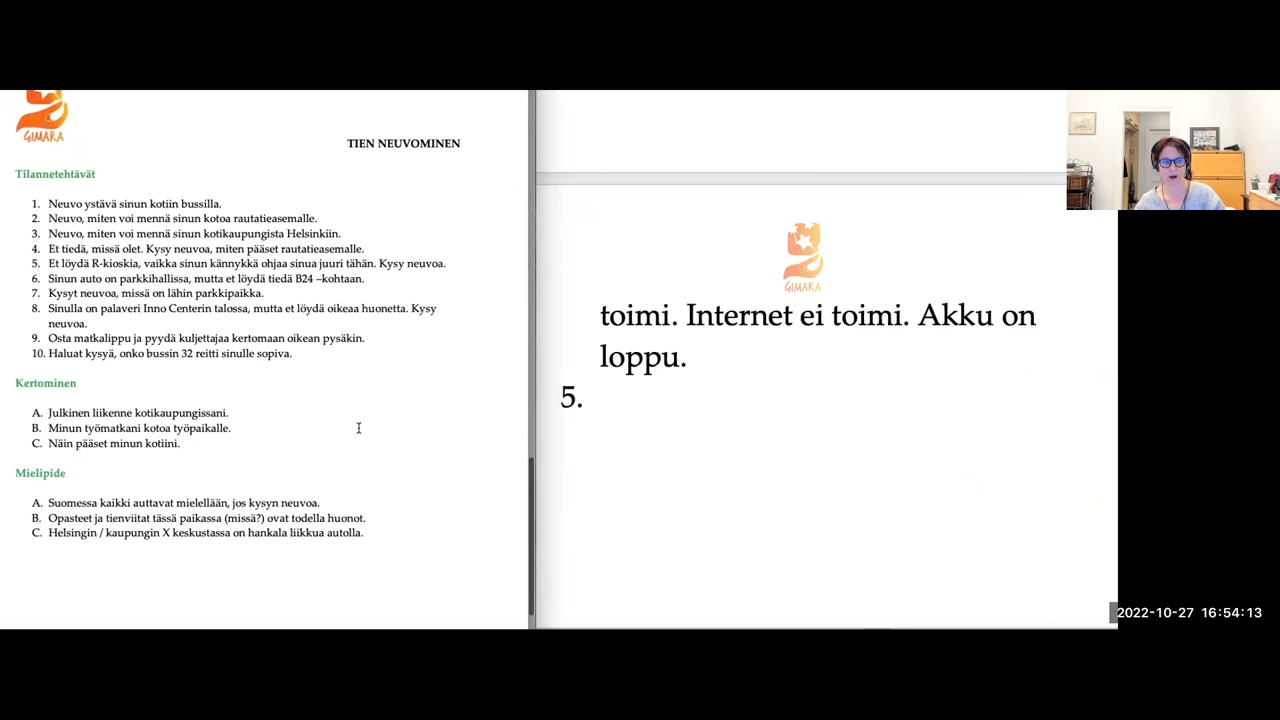 GIMARA
TIEN NEUVOMINEN
Tilannetehtävät
1. Neuvo ystävä sinun kotiin bussilla.
2. Neuvo, miten voi mennä sinun kotoa rautatieasemalle.
3. Neuvo, miten voi mennä sinun kotikaupungista Helsinkiin.
4. Et tiedä, missä olet. Kysy neuvoa, miten pääset rautatieasemalle.
5. Et löydä R-kioskia, vaikka sinun kännykkä ohjaa sinua juuri tähän. Kysy neuvoa.
6. Sinun auto on parkkihallissa, mutta et löydä tiedä B24 –kohtaan.
7. Kysyt neuvoa, missä on lähin parkkipaikka.
8. Sinulla on palaveri Inno Centerin talossa, mutta et löydä oikeaa huonetta. Kysy
neuvoa.
9. Osta matkalippu ja pyydä kuljettajaa kertomaan oikean pysäkin.
10. Haluat kysyä, onko bussin 32 reitti sinulle sopiva.
Kertominen
A. Julkinen liikenne kotikaupungissani.
B. Minun työmatkani kotoa työpaikalle.
C. Näin pääset minun kotiini.
Mielipide
A. Suomessa kaikki auttavat mielellään, jos kysyn neuvoa.
B. Opasteet ja tienviitat tässä paikassa (missä?) ovat todella huonot.
C. Helsingin / kaupungin X keskustassa on hankala liikkua autolla.
GIMARA
toimi. Internet ei toimi. Akku on
loppu.
5.
2022-10-27 16:54:13